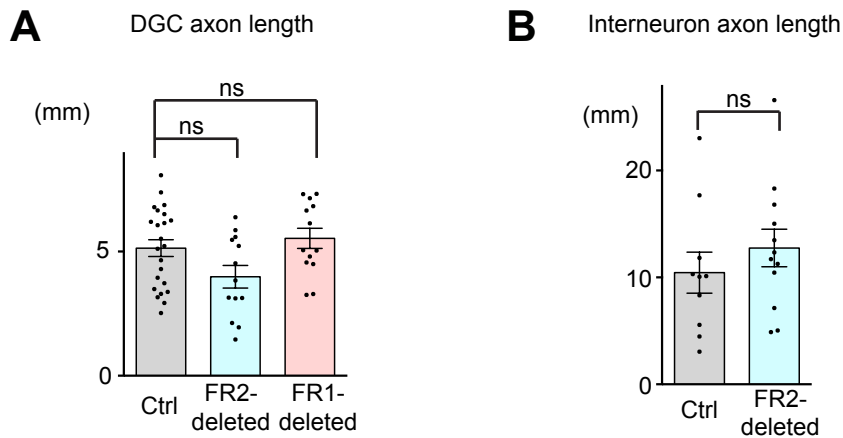 A
DGC axon length
(mm)
ns
ns
5
0
Ctrl
FR2-
deleted
FR1-
deleted
B
Interneuron axon length
(mm)
ns
20
10
0
Ctrl
FR2-
deleted